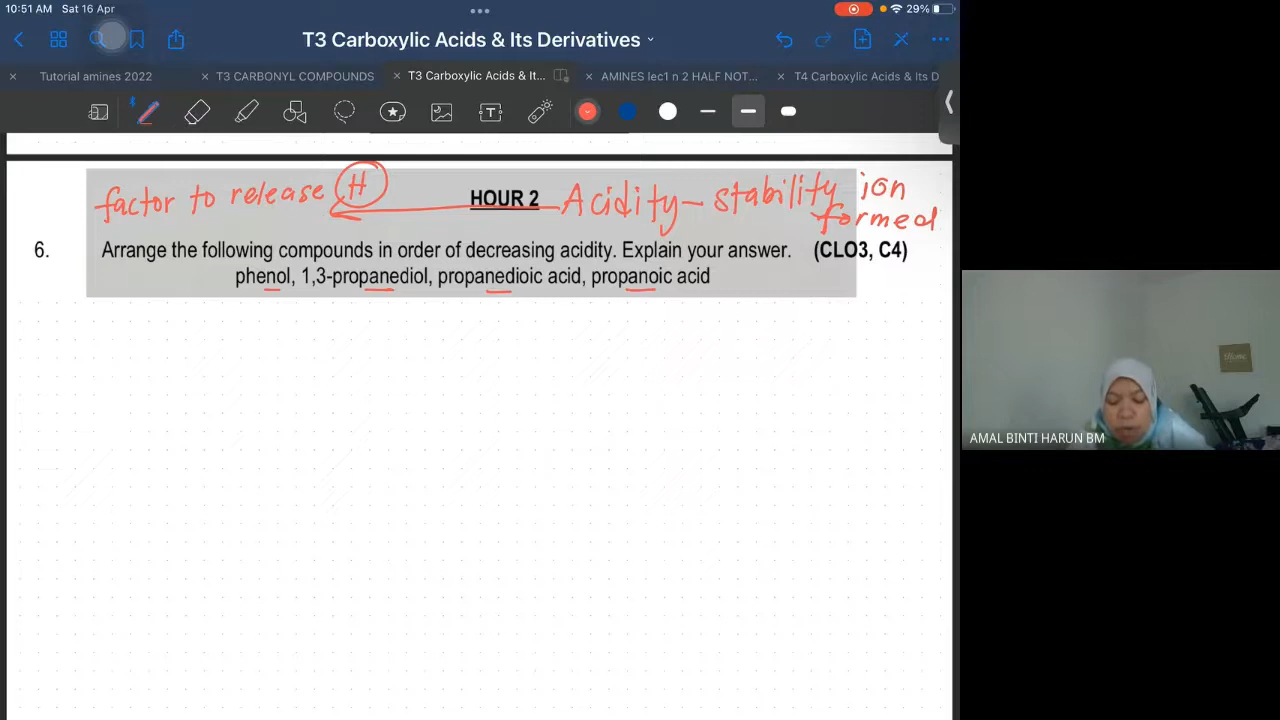 10:51 AM Sat 16 Apr
29%
T3 Carboxylic Acids & Its Derivatives
Tutorial amines 2022
T3 CARBONYL COMPOUNDS
T3 Carboxylic Acids & It...
AMINES lec1 n 2 HALF NOT...
T4 Carboxylic Acids & Its D
factor to release H
HOUR 2
Acidity - stability ion
formed
6. Arrange the following compounds in order of decreasing acidity. Explain your answer. (CLO3, C4)
phenol, 1,3-propanediol, propanedioic acid, propanoic acid
Home
AMAL BINTI HARUN BM